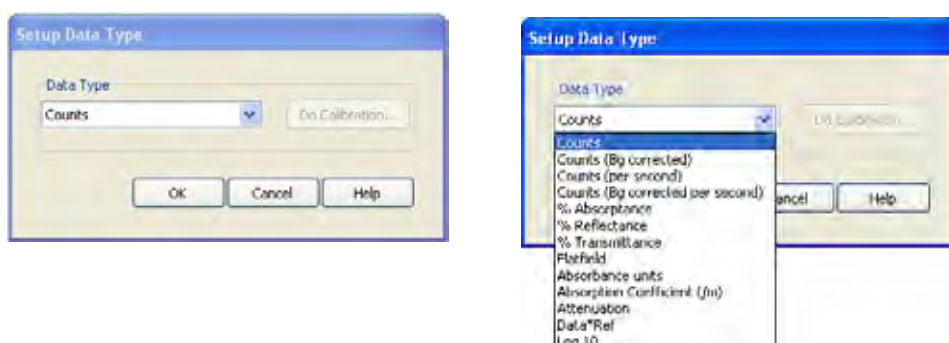 Setup Data Type
Data Type
Counts
Do Calibration...
OK
Cancel
Help
Setup Data Type
Data Type
Counts
Do Calibration...
Counts
Counts (Bg corrected)
Counts (per second)
Counts (Bg corrected per second)
% Absorptance
% Reflectance
% Transmittance
Flatfield
Absorbance units
Absorption Coefficient (/m)
Attenuation
Data*Ref
Log 10
ancel
Help